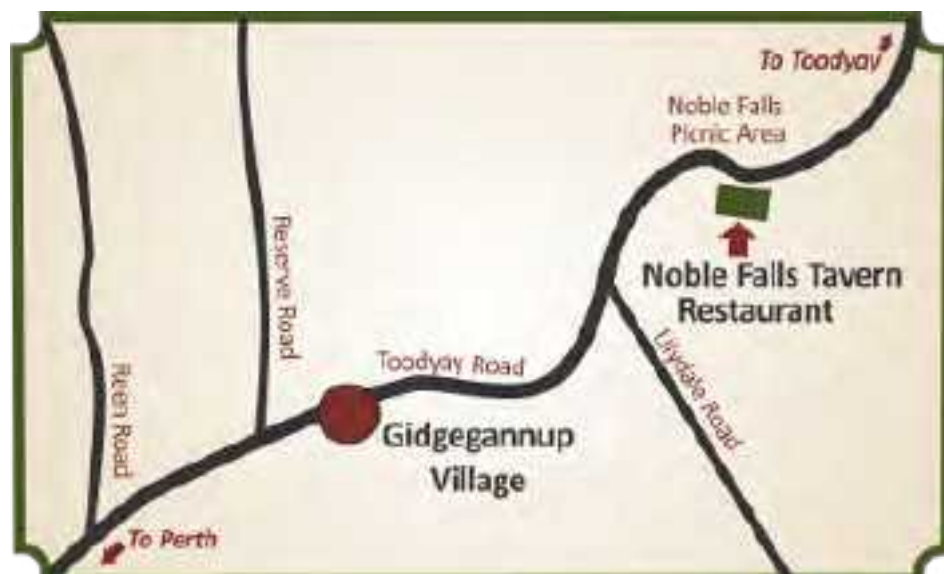 To Toodyay
Noble Falls
Picnic Area
Reserve Road
Noble Falls Tavern
Restaurant
Toodyay Road
Lilydale Road
Reen Road
Gidgegannup
Village
To Perth